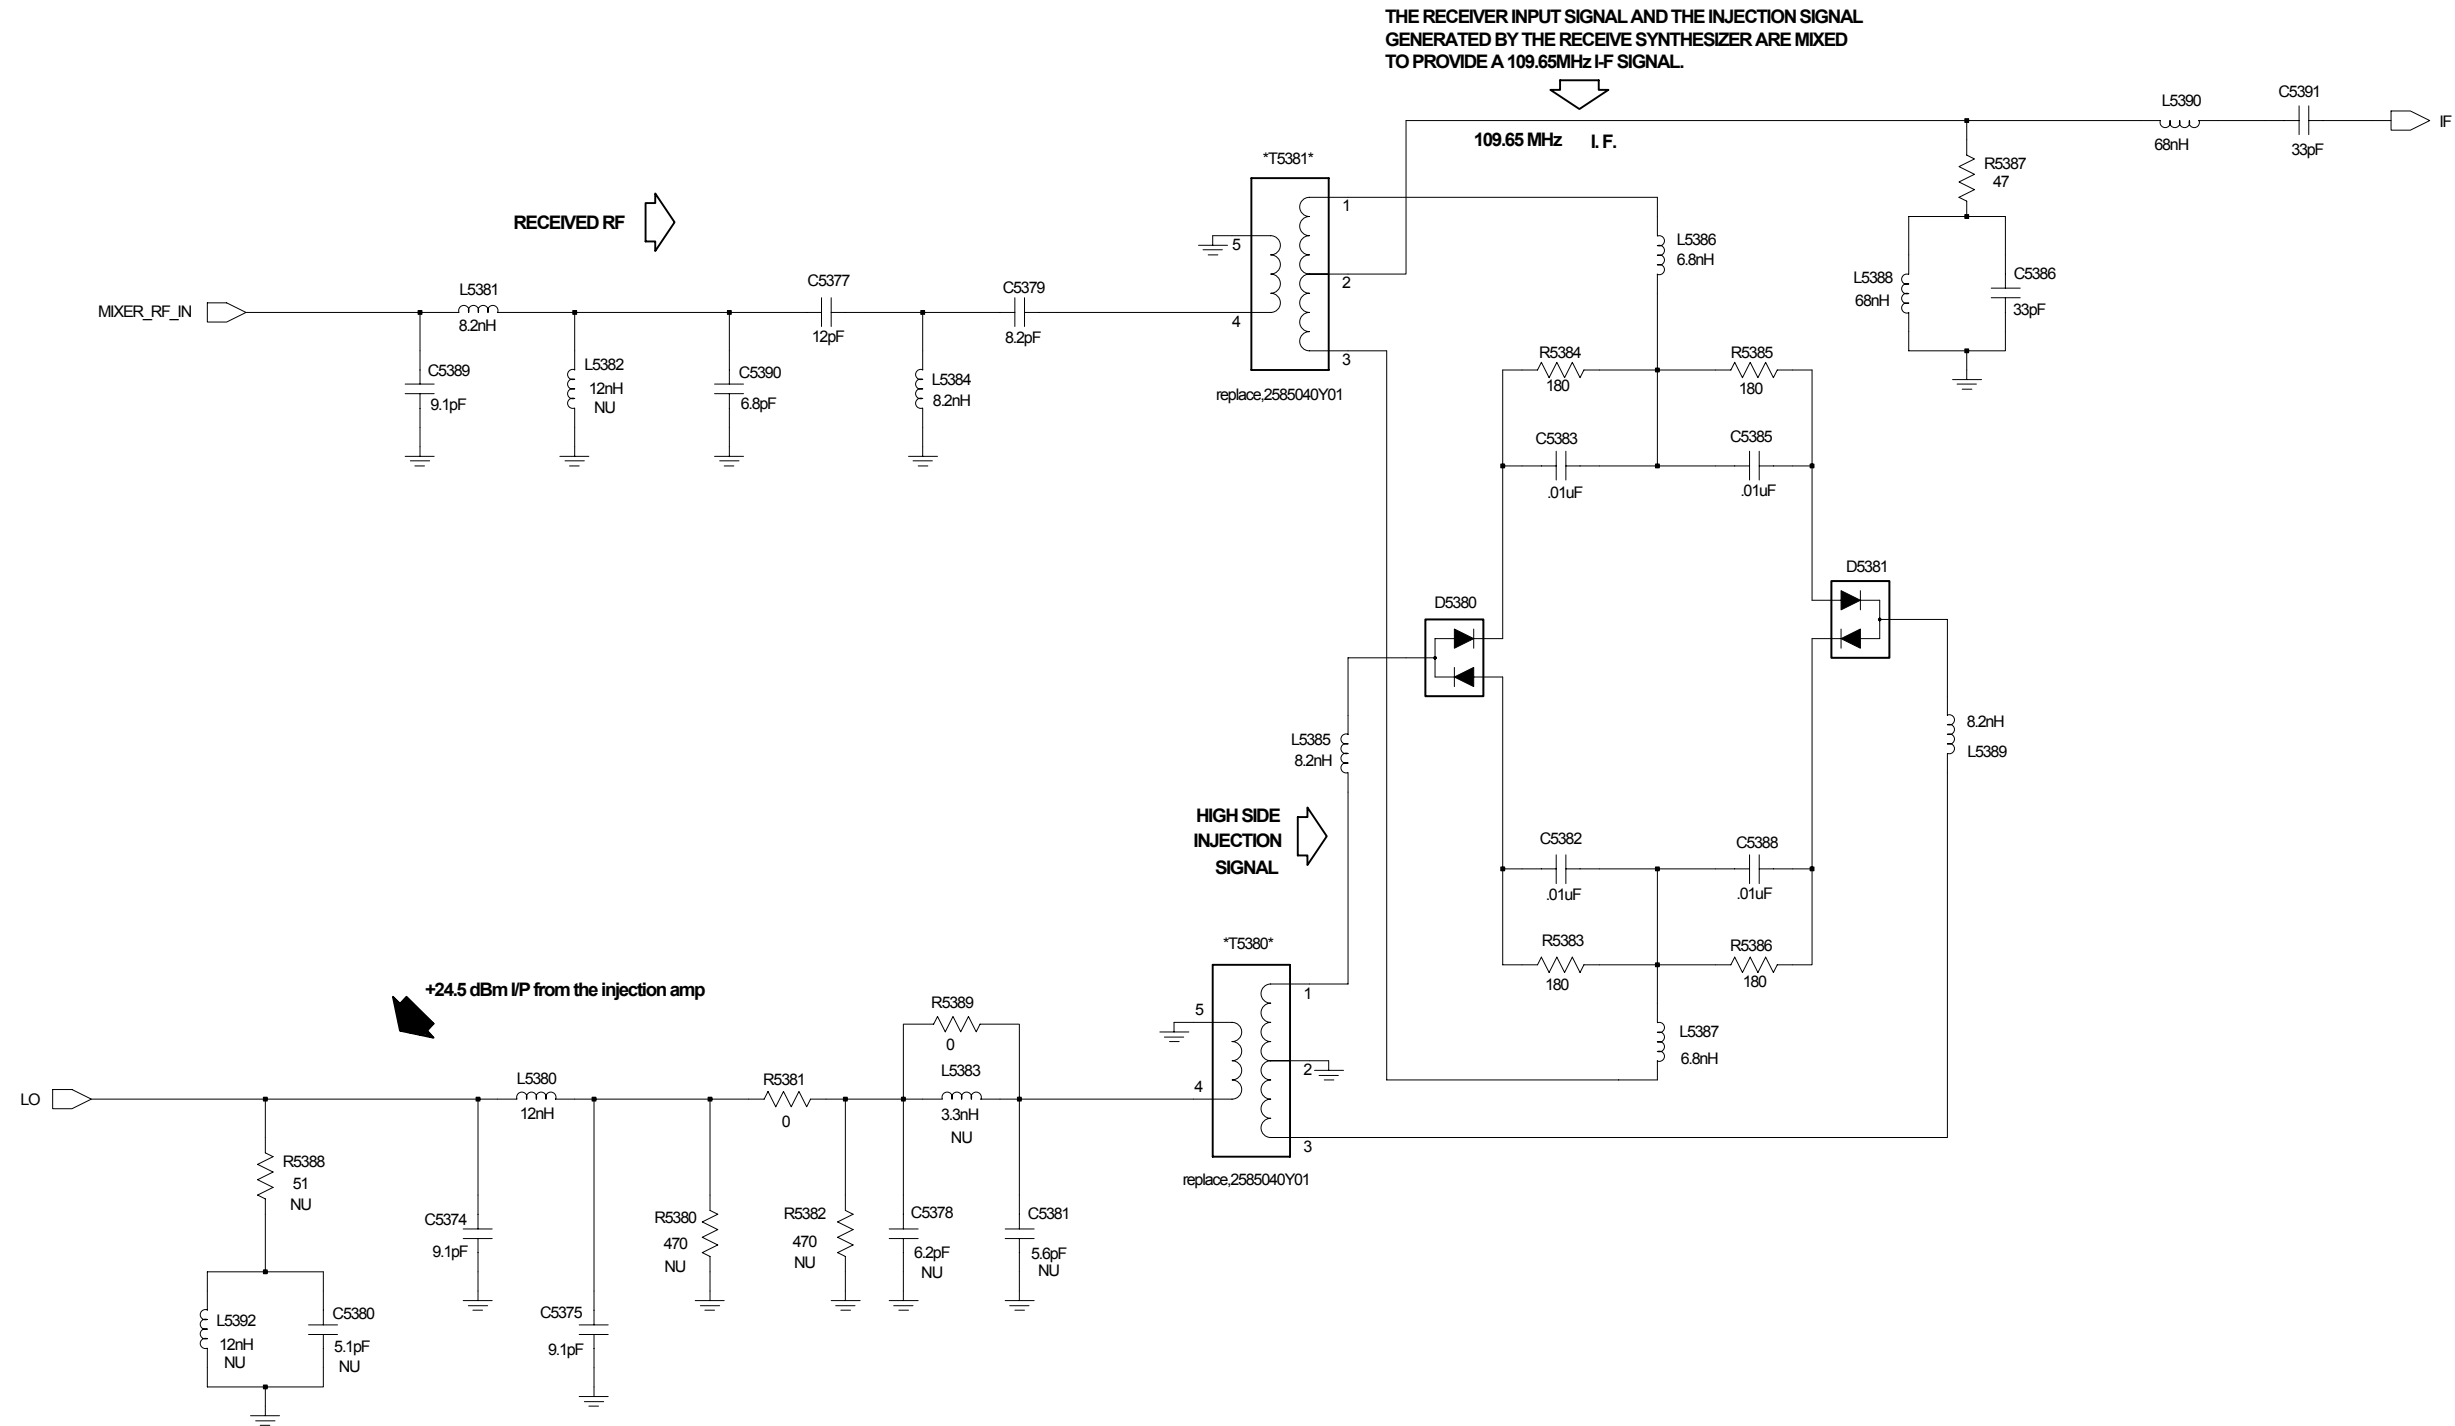 THE RECEIVER INPUT SIGNAL AND THE INJECTION SIGNAL
GENERATED BY THE RECEIVE SYNTHESIZER ARE MIXED
TO PROVIDE A 109.65MHz I-F SIGNAL.
109.65 MHz I. F.
L5390
68nH
C5391
33pF
IF
R5387
47
L5388
68nH
C5386
33pF
*T5381*
1
5
2
4
3
replace,2585040Y01
RECEIVED RF
MIXER_RF_IN
L5381
8.2nH
C5377
12pF
C5379
8.2pF
C5389
9.1pF
L5382
12nH
NU
C5390
6.8pF
L5384
8.2nH
L5386
6.8nH
R5384
180
R5385
180
C5383
.01uF
C5385
.01uF
D5380
D5381
L5385
8.2nH
8.2nH
L5389
HIGH SIDE
INJECTION
SIGNAL
C5382
.01uF
C5388
.01uF
R5383
180
R5386
180
L5387
6.8nH
*T5380*
1
5
2
4
3
replace,2585040Y01
+24.5 dBm I/P from the injection amp
LO
L5380
12nH
R5381
0
R5389
0
L5383
3.3nH
NU
R5388
51
NU
C5374
9.1pF
R5380
470
NU
R5382
470
NU
C5378
6.2pF
NU
C5381
5.6pF
NU
L5392
12nH
NU
C5380
5.1pF
NU
C5375
9.1pF